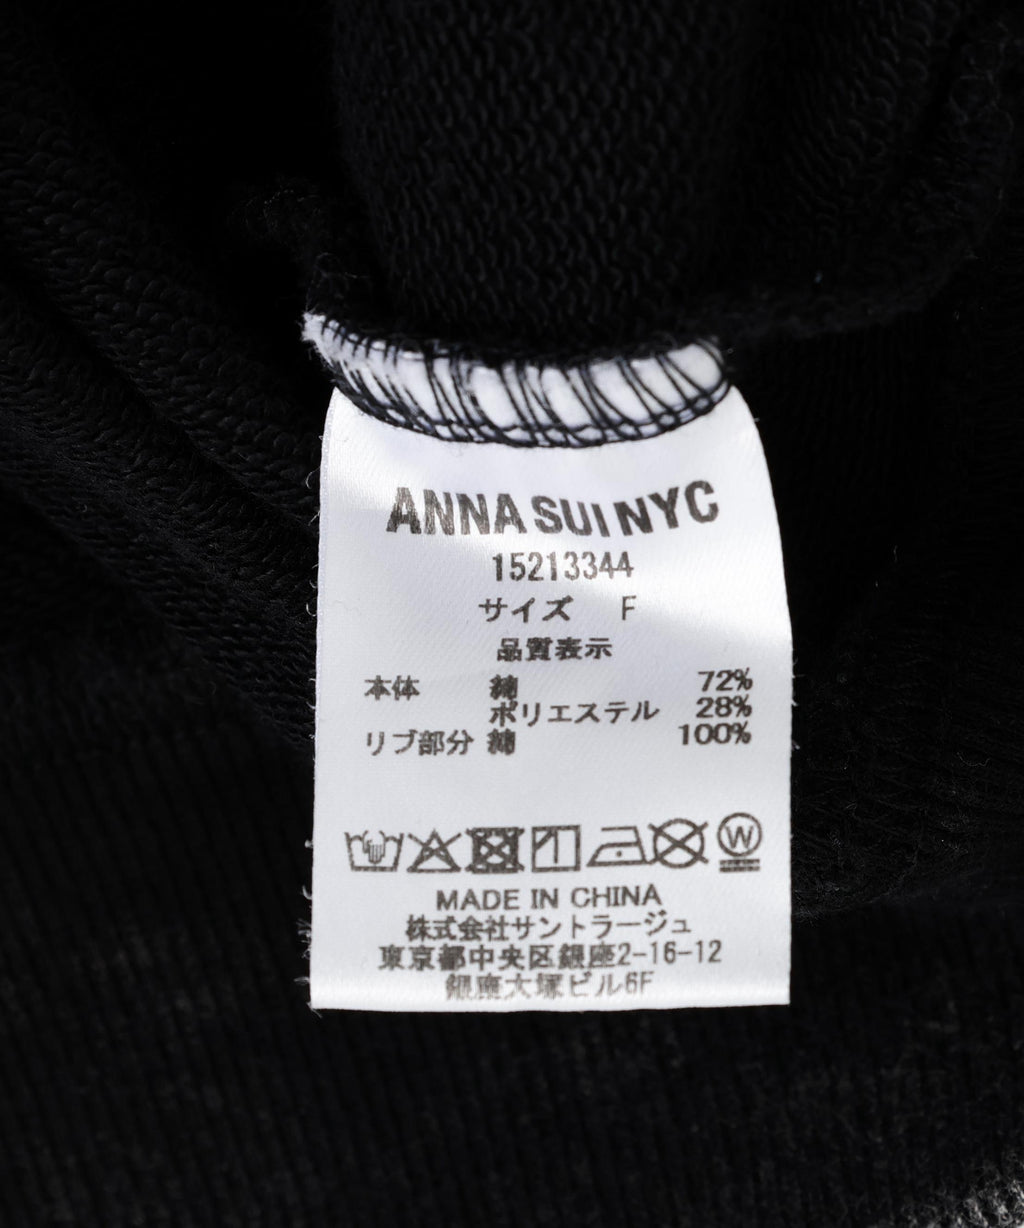 ANNA SUI NYC
15213344
サイズ F
品質表示
本体 綿 72%
ポリエステル 28%
リブ部分 綿 100%
W
MADE IN CHINA
株式会社サントラージュ
東京都中央区銀座2-16-12
銀座大塚ビル6F